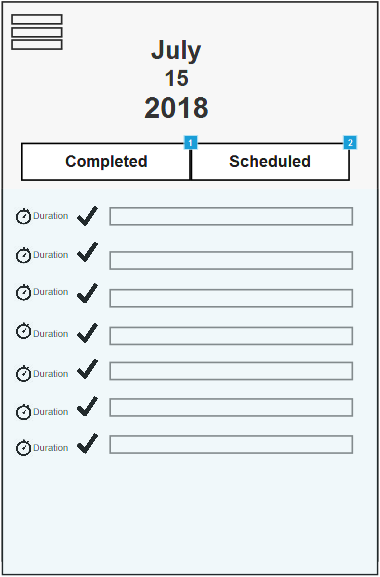 July
15
2018
1 2
Completed Scheduled
Duration
Duration
Duration
Duration
Duration
Duration
Duration